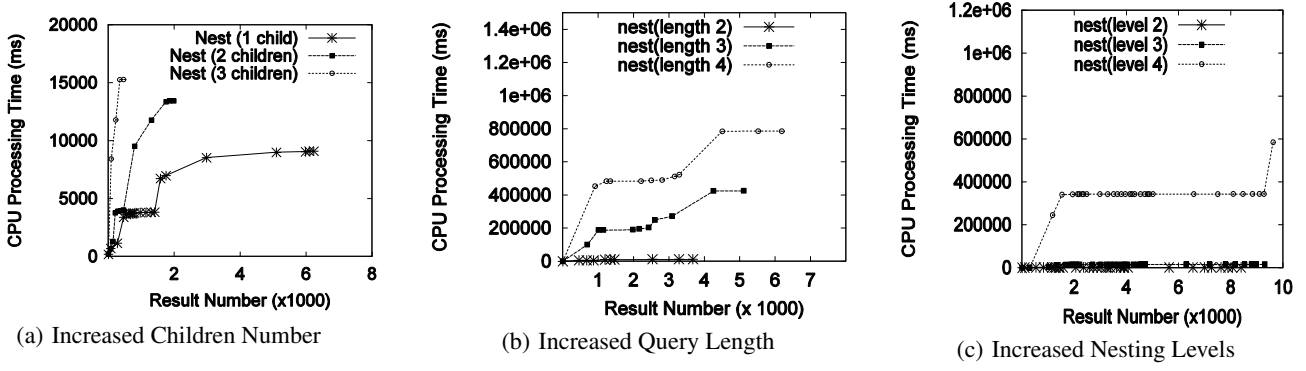 CPU Processing Time (ms)
20000
15000
10000
5000
0
2
4
6
8
Nest (1 child)
Nest (2 children)
Nest (3 children)
Result Number (x1000)
(a) Increased Children Number
CPU Processing Time (ms)
1.4e+06
1.2e+06
1e+06
800000
600000
400000
200000
0
1
2
3
4
5
6
7
nest(length 2)
nest(length 3)
nest(length 4)
Result Number (x 1000)
(b) Increased Query Length
CPU Processing Time (ms)
1.2e+06
1e+06
800000
600000
400000
200000
0
2
4
6
8
10
nest(level 2)
nest(level 3)
nest(level 4)
Result Number (x1000)
(c) Increased Nesting Levels